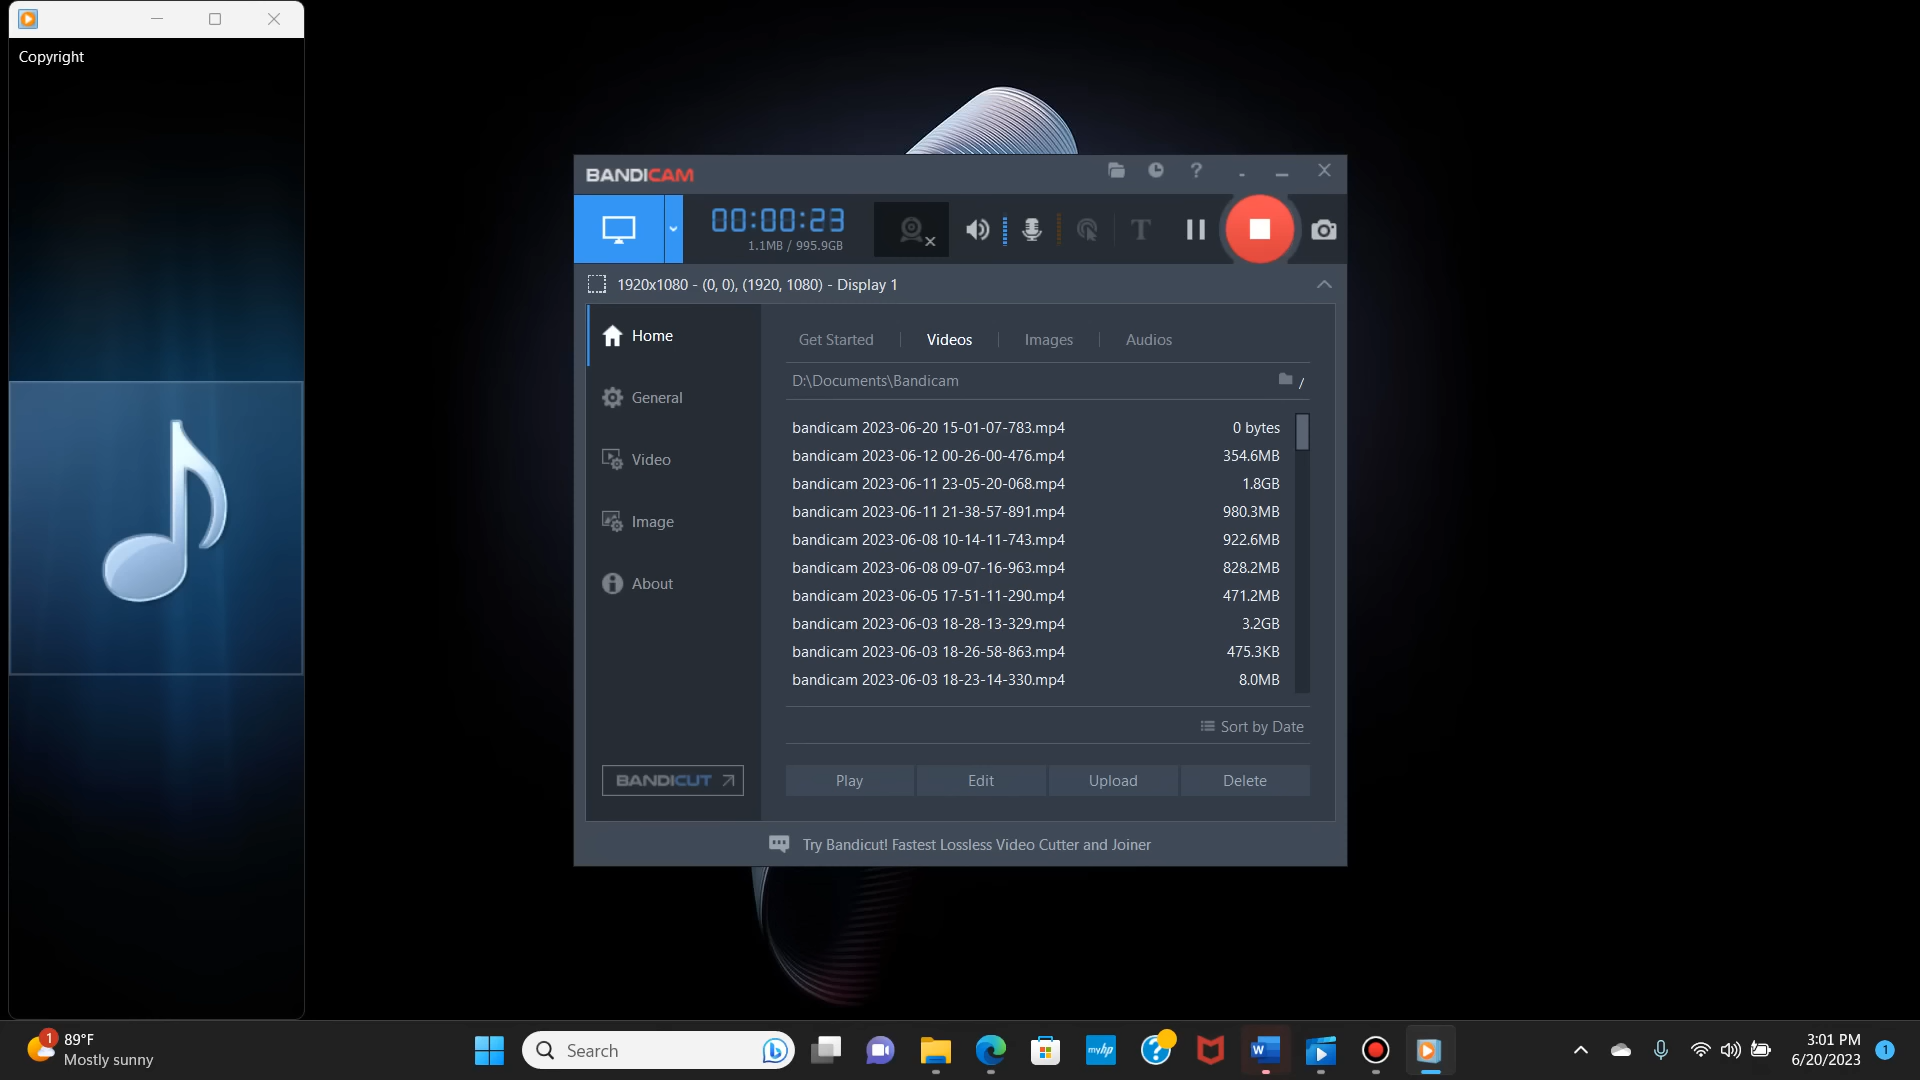 Copyright
BANDICAM
00:00:23
1.1MB / 995.9GB
1920x1080 - (0, 0), (1920, 1080) - Display 1
Home
General
Video
Image
About
BANDICUT
Get Started
Videos
Images
Audios
D:\Documents\Bandicam
bandicam 2023-06-20 15-01-07-783.mp4 0 bytes
bandicam 2023-06-12 00-26-00-476.mp4 354.6MB
bandicam 2023-06-11 23-05-20-068.mp4 1.8GB
bandicam 2023-06-11 21-38-57-891.mp4 980.3MB
bandicam 2023-06-08 10-14-11-743.mp4 922.6MB
bandicam 2023-06-08 09-07-16-963.mp4 828.2MB
bandicam 2023-06-05 17-51-11-290.mp4 471.2MB
bandicam 2023-06-03 18-28-13-329.mp4 3.2GB
bandicam 2023-06-03 18-26-58-863.mp4 475.3KB
bandicam 2023-06-03 18-23-14-330.mp4 8.0MB
Sort by Date
Play
Edit
Upload
Delete
Try Bandicut! Fastest Lossless Video Cutter and Joiner
1
89°F
Mostly sunny
Search
myhp
W
3:01 PM
6/20/2023
1